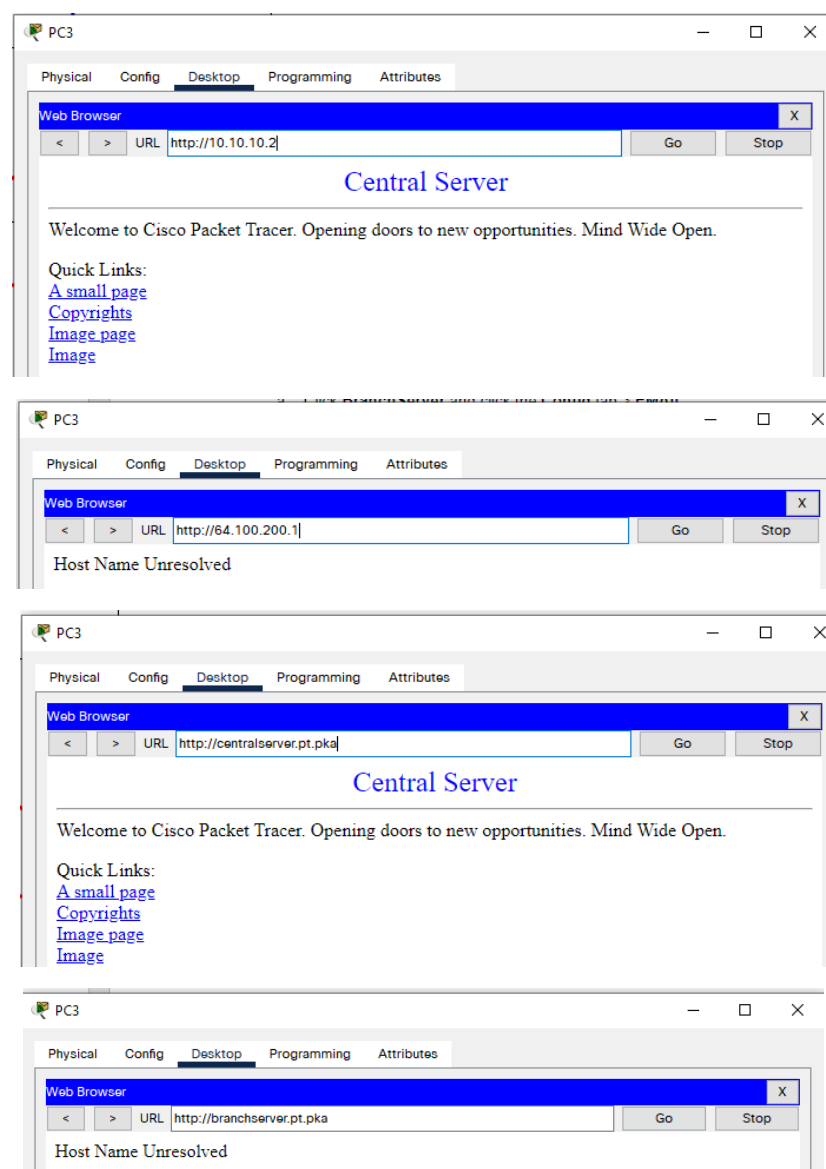 PC3
Physical Config Desktop Programming Attributes
Web Browser X
< > URL http://10.10.10.2 Go Stop
Central Server
Welcome to Cisco Packet Tracer. Opening doors to new opportunities. Mind Wide Open.
Quick Links:
A small page
Copyrights
Image page
Image
PC3
Physical Config Desktop Programming Attributes
Web Browser X
< > URL http://64.100.200.1 Go Stop
Host Name Unresolved
PC3
Physical Config Desktop Programming Attributes
Web Browser X
< > URL http://centralserver.pt.pka Go Stop
Central Server
Welcome to Cisco Packet Tracer. Opening doors to new opportunities. Mind Wide Open.
Quick Links:
A small page
Copyrights
Image page
Image
PC3
Physical Config Desktop Programming Attributes
Web Browser X
< > URL http://branchserver.pt.pka Go Stop
Host Name Unresolved